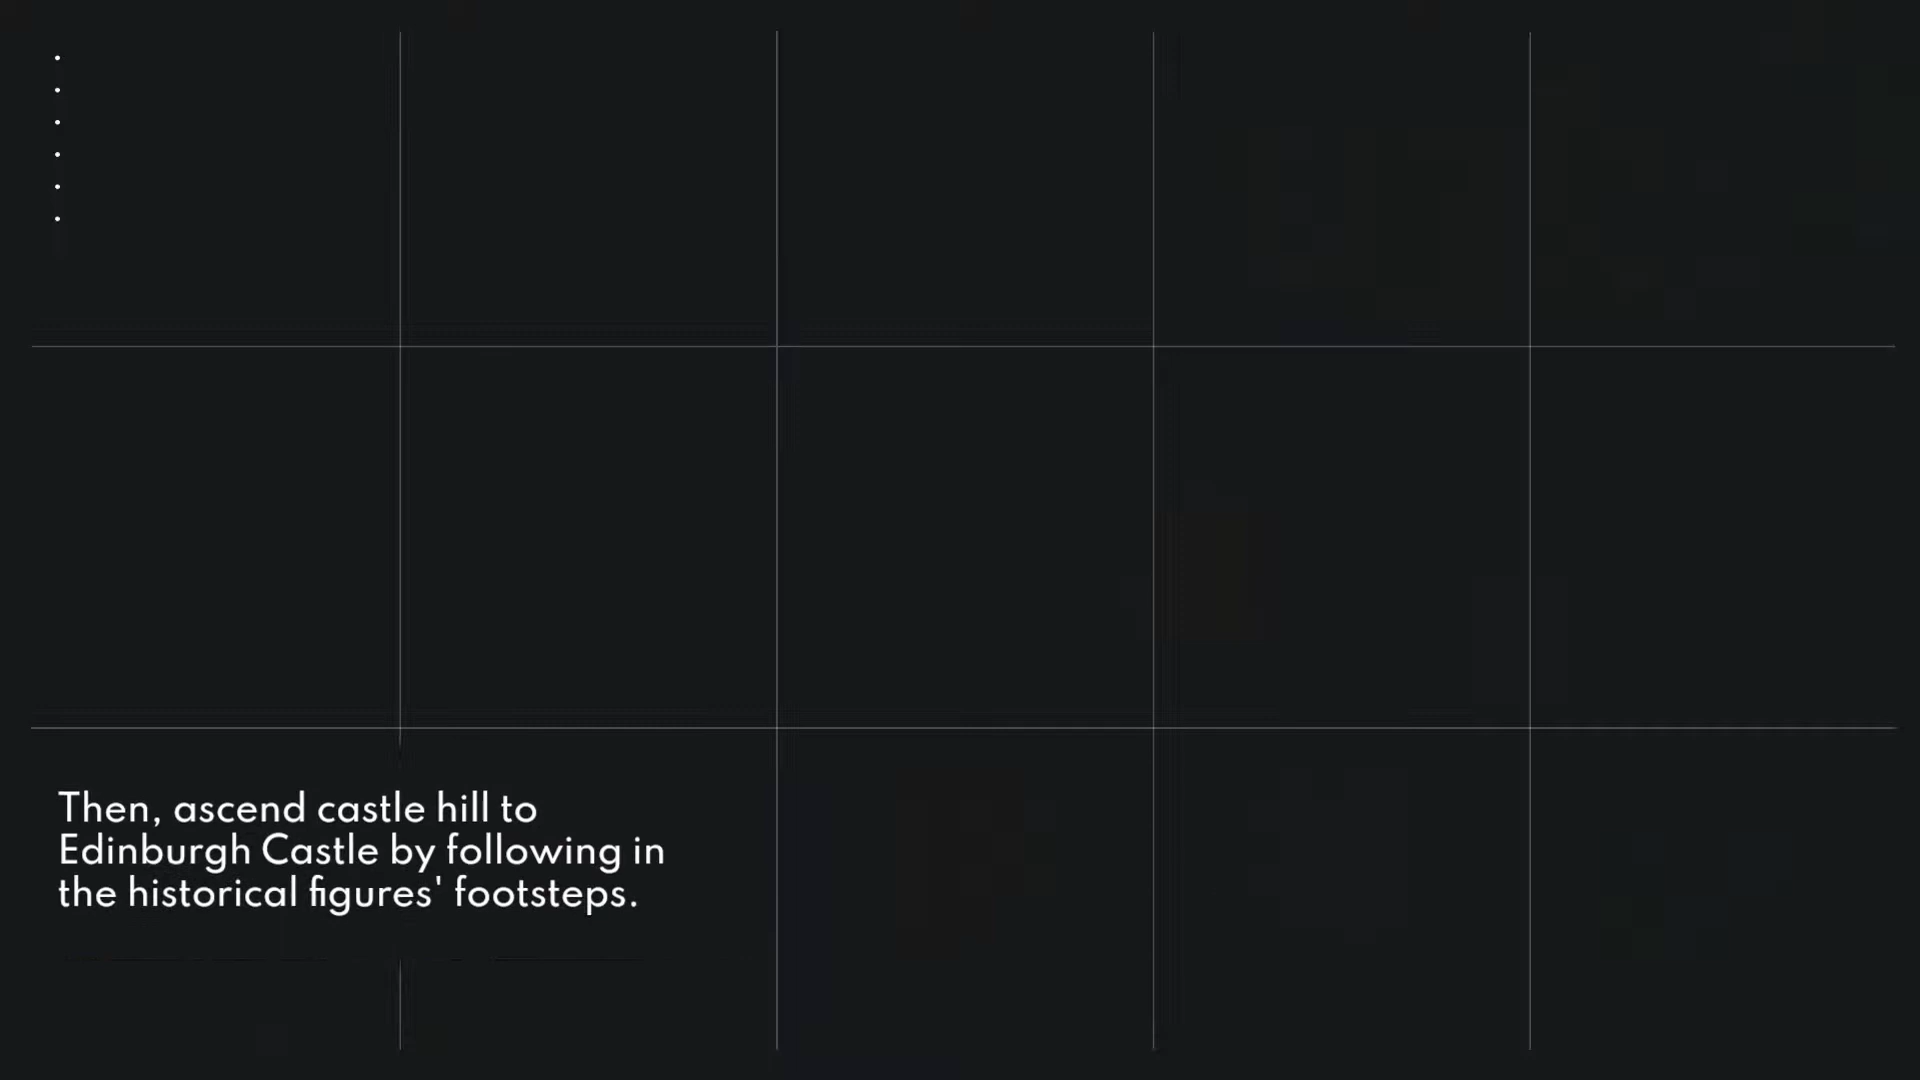 Then, ascend castle hill to
Edinburgh Castle by following in
the historical figures' footsteps.